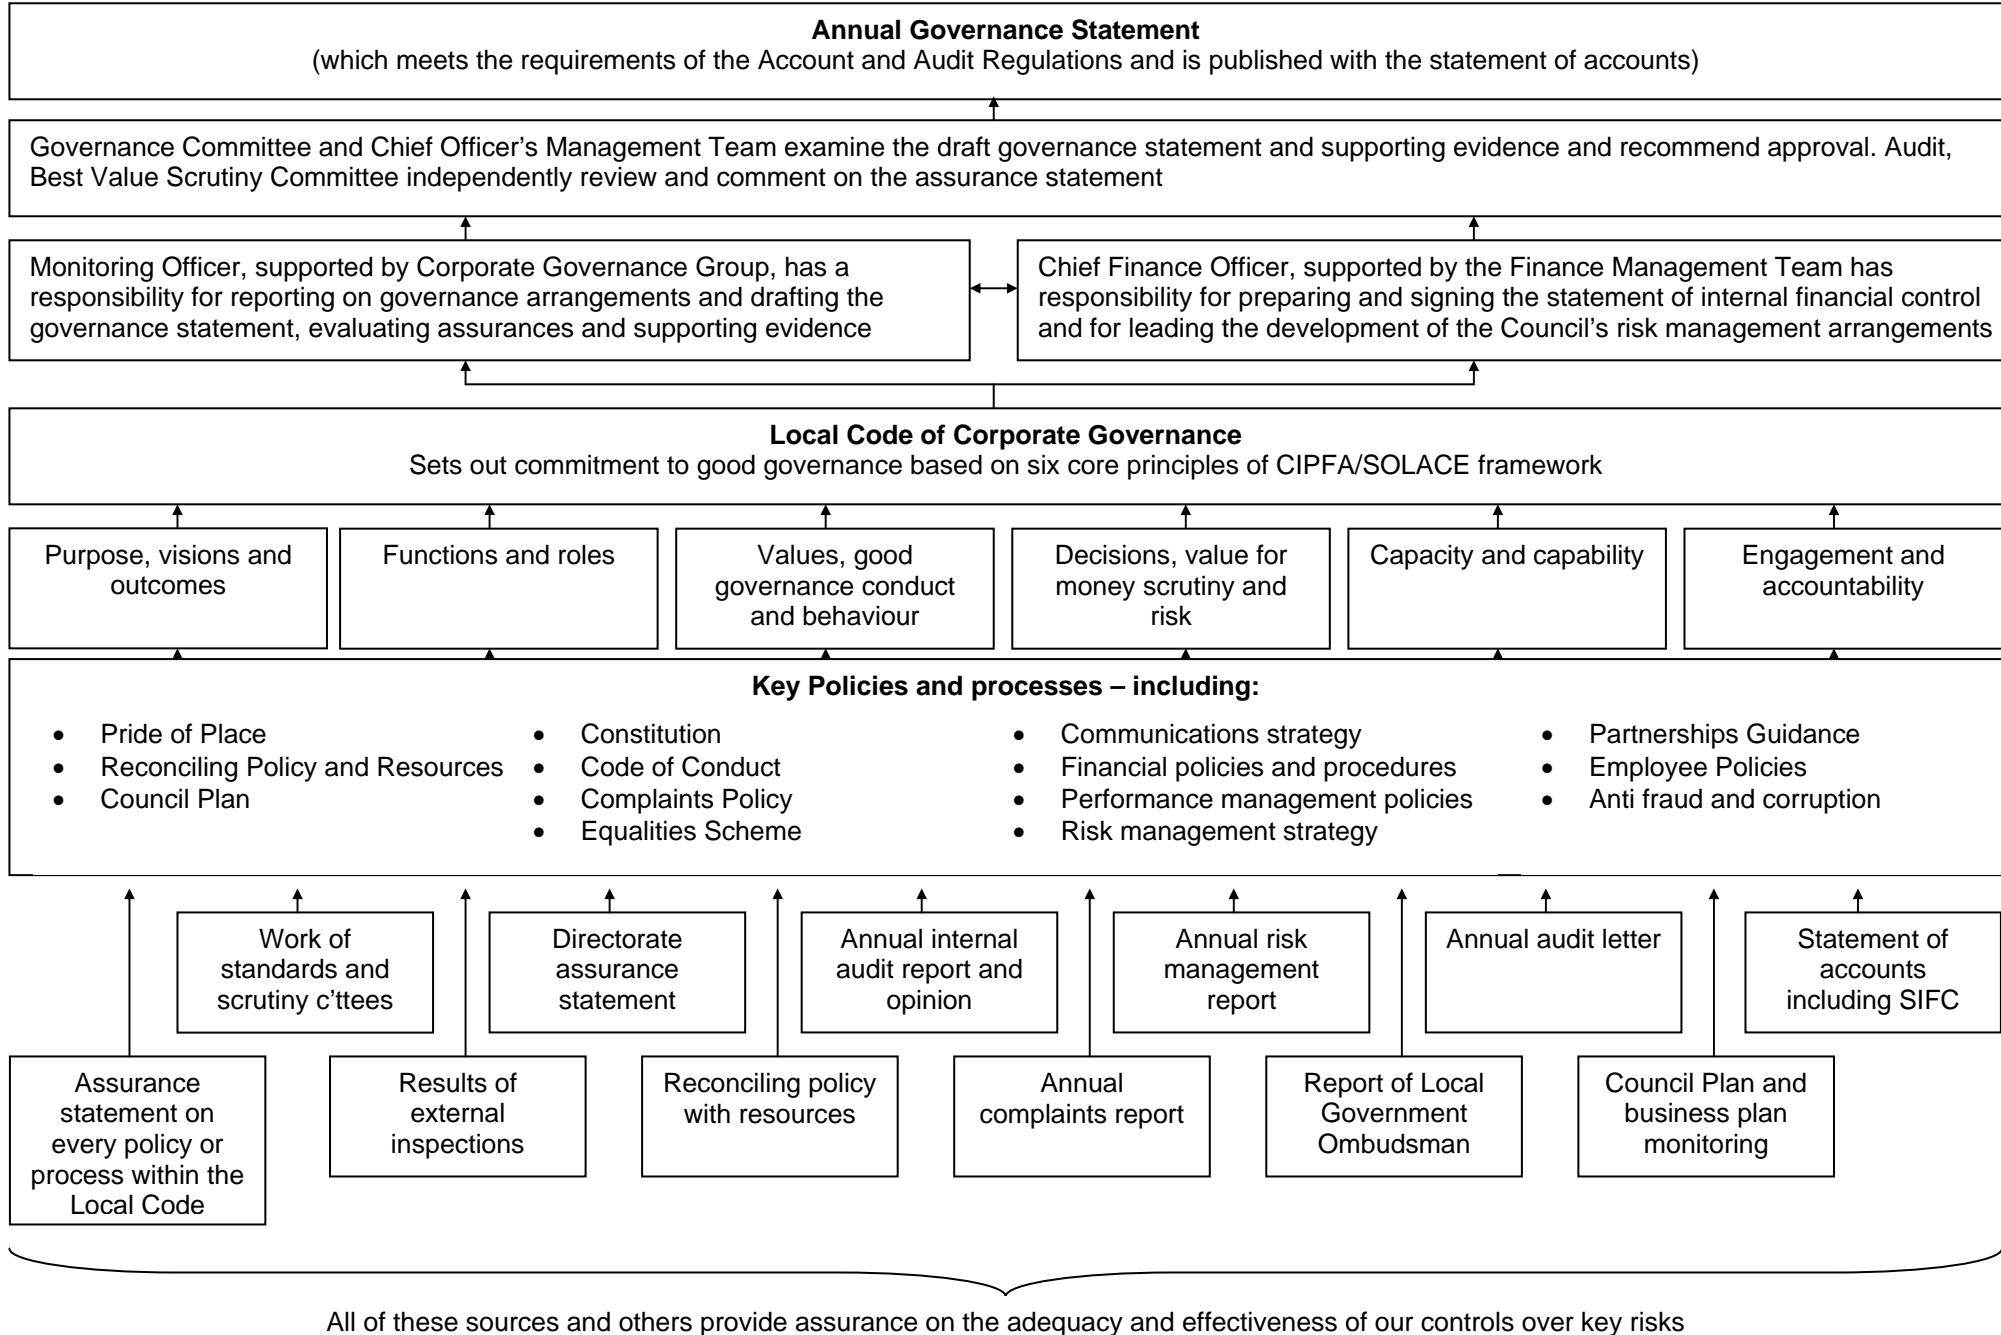 Annual Governance Statement
(which meets the requirements of the Account and Audit Regulations and is published with the statement of accounts)
Governance Committee and Chief Officer’s Management Team examine the draft governance statement and supporting evidence and recommend approval. Audit,
Best Value Scrutiny Committee independently review and comment on the assurance statement
Monitoring Officer, supported by Corporate Governance Group, has a
responsibility for reporting on governance arrangements and drafting the
governance statement, evaluating assurances and supporting evidence
Chief Finance Officer, supported by the Finance Management Team has
responsibility for preparing and signing the statement of internal financial control
and for leading the development of the Council’s risk management arrangements
Local Code of Corporate Governance
Sets out commitment to good governance based on six core principles of CIPFA/SOLACE framework
Purpose, visions and
outcomes
Functions and roles
Values, good
governance conduct
and behaviour
Decisions, value for
money scrutiny and
risk
Capacity and capability
Engagement and
accountability
Key Policies and processes – including:
• Pride of Place
• Reconciling Policy and Resources
• Council Plan
• Constitution
• Code of Conduct
• Complaints Policy
• Equalities Scheme
• Communications strategy
• Financial policies and procedures
• Performance management policies
• Risk management strategy
• Partnerships Guidance
• Employee Policies
• Anti fraud and corruption
Work of
standards and
scrutiny c’ttees
Directorate
assurance
statement
Annual internal
audit report and
opinion
Annual risk
management
report
Annual audit letter
Statement of
accounts
including SIFC
Assurance
statement on
every policy or
process within the
Local Code
Results of
external
inspections
Reconciling policy
with resources
Annual
complaints report
Report of Local
Government
Ombudsman
Council Plan and
business plan
monitoring
All of these sources and others provide assurance on the adequacy and effectiveness of our controls over key risks